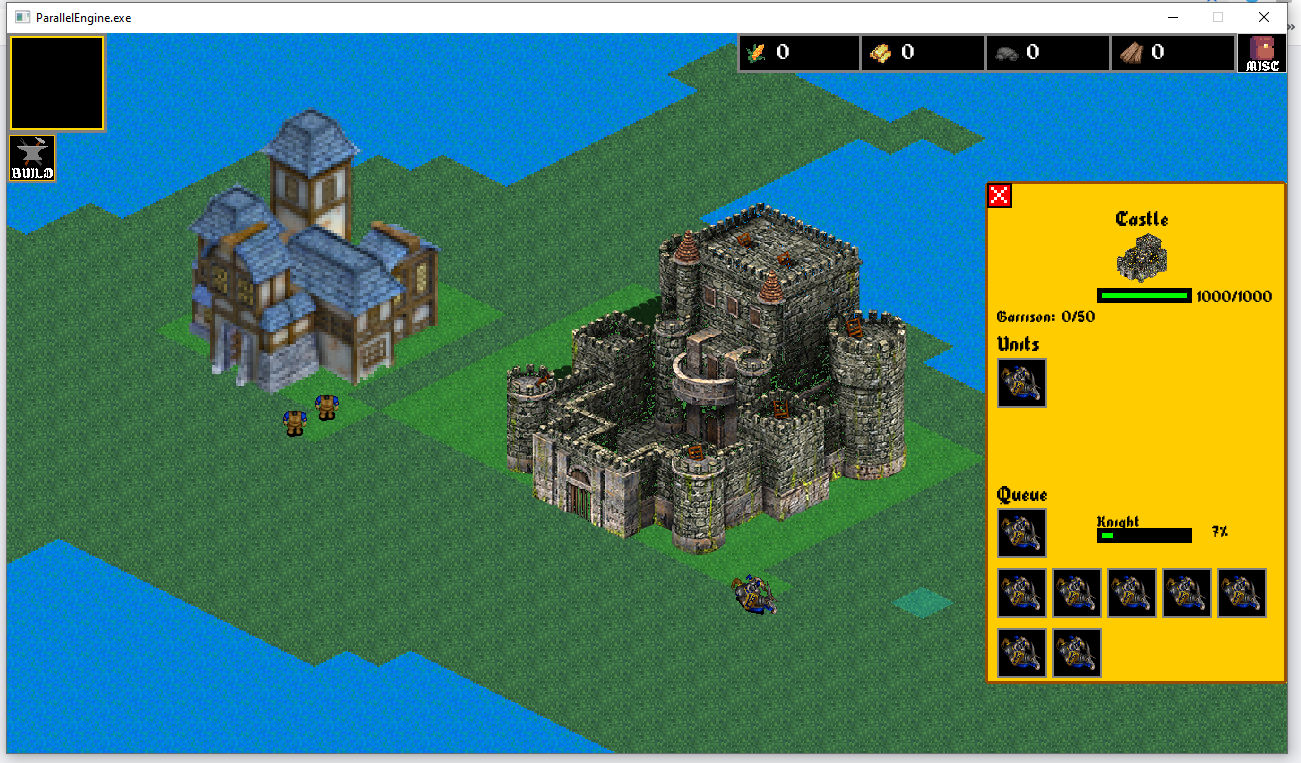 ParallelEngine.exe
0
0
0
0
MISC
BUILD
Castle
1000/1000
Garrison: 0/50
Units
Queue
Knight
7%